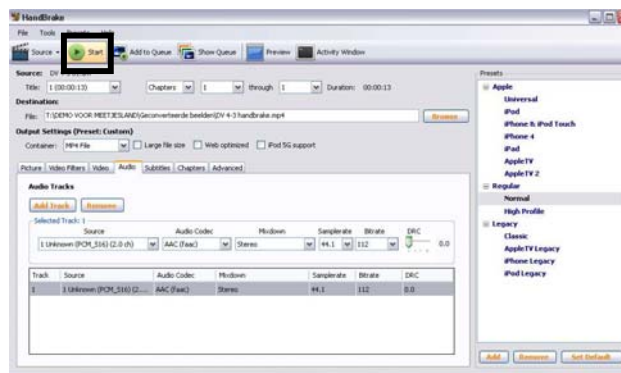 HandBrake
File Tools Presets Help
Source Start Add to Queue Show Queue Preview Activity Window
Source: DV
Title: 1 (00:00:13) Chapters 1 through 1 Duration: 00:00:13
Destination:
File: T:\DEMO VOOR MEETJESLAND\Geconverteerde beelden\DV 4-3 handbrake.mp4 Browse
Output Settings (Preset: Custom)
Container: MP4 File Large file size Web optimized iPod 5G support
Picture Video Filters Video Audio Subtitles Chapters Advanced
Audio Tracks
Add Track Remove
Selected Track: 1
Source Audio Codec Mixdown Samplerate Bitrate DRC
1 Unknown (PCM_S16) (2.0 ch) AAC (faac) Stereo 44.1 112 0.0
Track Source Audio Codec Mixdown Samplerate Bitrate DRC
1 1 Unknown (PCM_S16) (2.... AAC (faac) Stereo 44.1 112 0.0
Presets
Apple
Universal
iPod
iPhone & iPod Touch
iPhone 4
iPad
AppleTV
AppleTV 2
Regular
Normal
High Profile
Legacy
Classic
AppleTV Legacy
iPhone Legacy
iPod Legacy
Add Remove Set Default